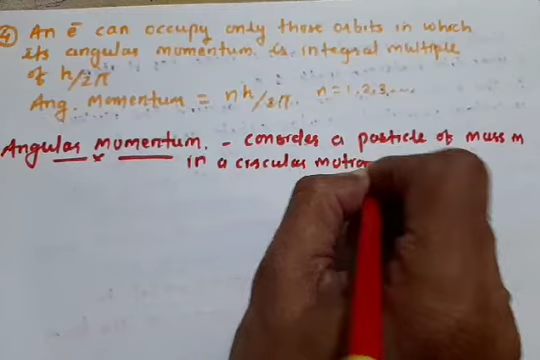 ④ An e⁻ can occupy only those orbits in which
its angular momentum is integral multiple
of h/2π
Ang. Momentum = nh/2π n = 1, 2, 3, ....
Angular momentum. - consider a particle of mass m
in a circular motio